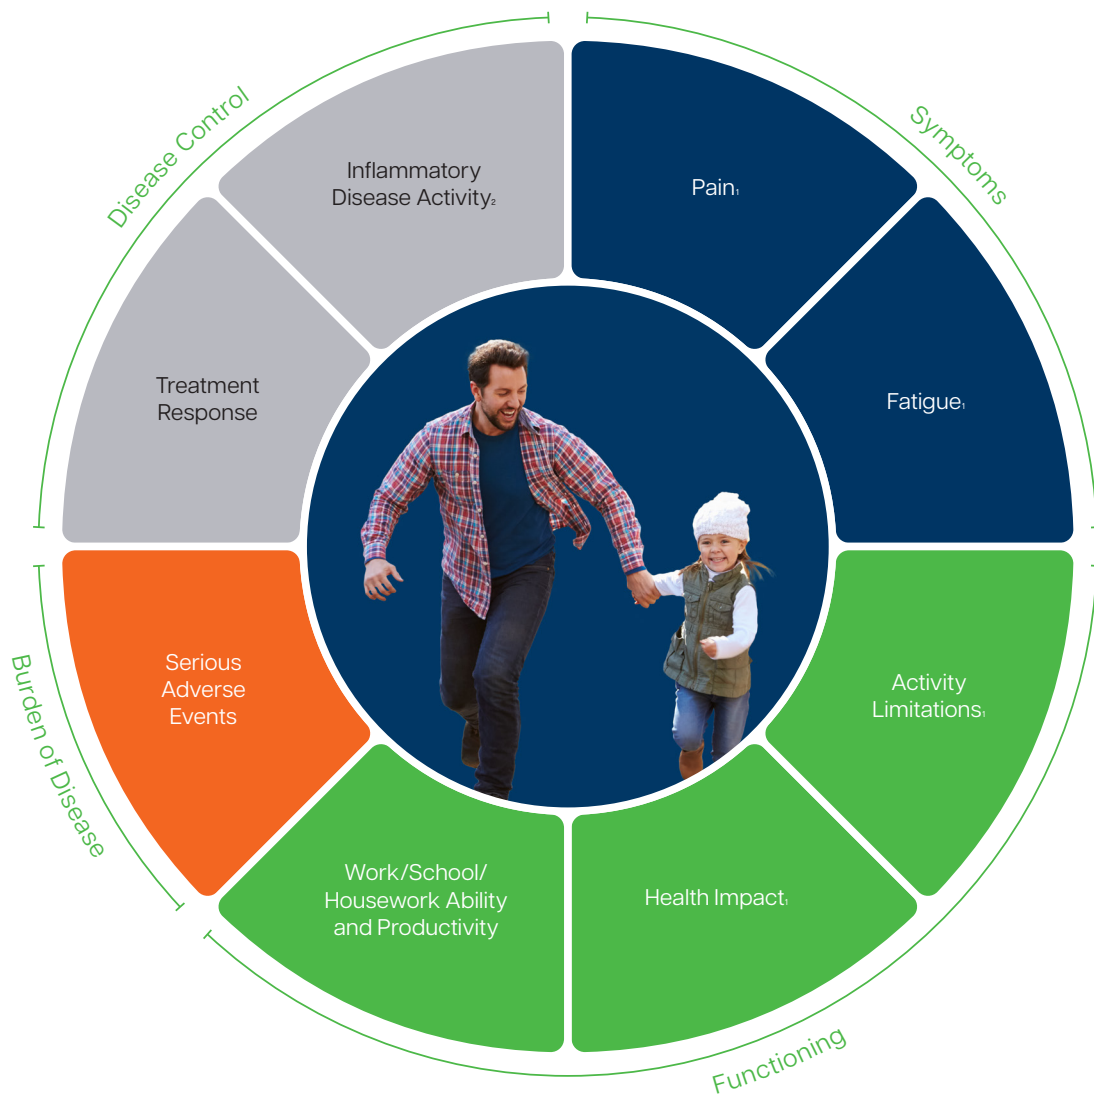 Disease Control
Symptoms
Inflammatory
Disease Activity₂
Pain₁
Treatment
Response
Fatigue₁
Serious
Adverse
Events
Activity
Limitations₁
Burden of Disease
Work/School/
Housework Ability
and Productivity
Health Impact₁
Functioning